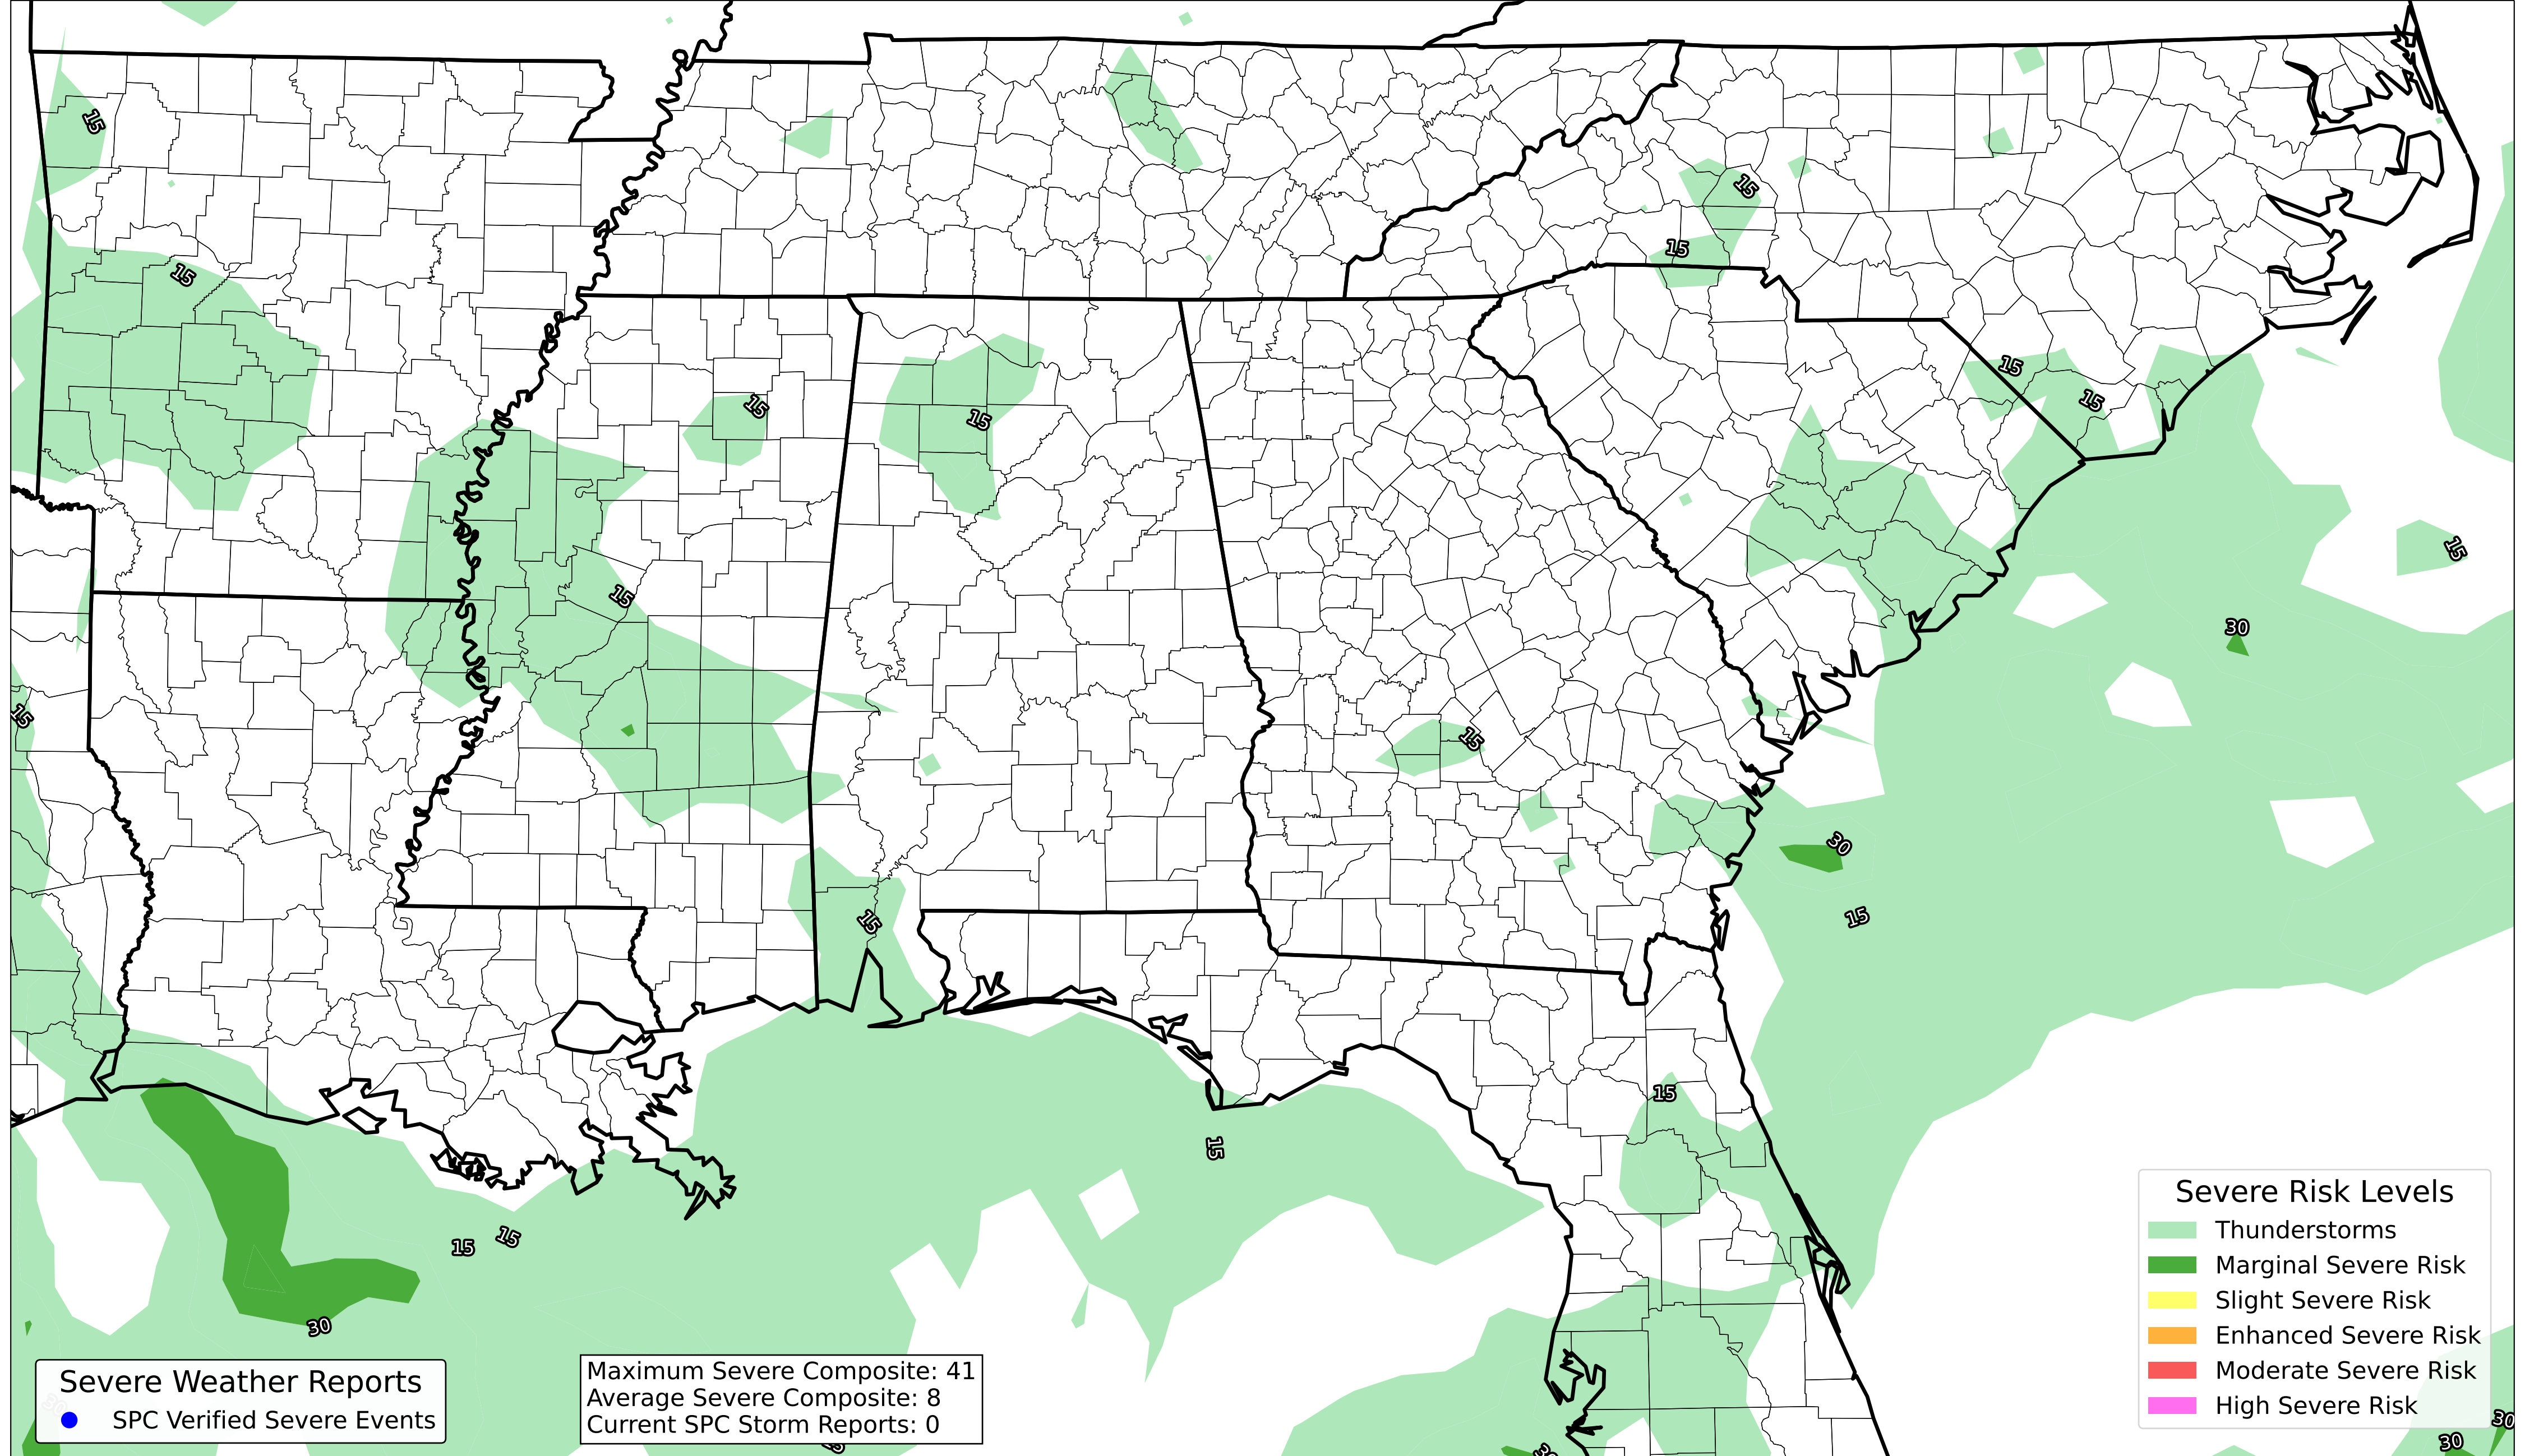 15
15
15
15
15
15
15
15
15
15
30
15
15
30
15
15
15
15
15
15
30
Severe Risk Levels
Thunderstorms
Marginal Severe Risk
Slight Severe Risk
Enhanced Severe Risk
Moderate Severe Risk
High Severe Risk
Severe Weather Reports
SPC Verified Severe Events
Maximum Severe Composite: 41
Average Severe Composite: 8
Current SPC Storm Reports: 0
30
30